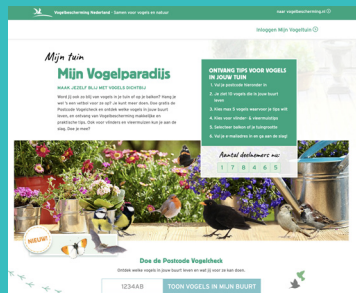 Vogelbescherming Nederland - Samen voor vogels en natuur
naar vogelbescherming.nl
Inloggen Mijn Vogeltuin
Mijn tuin
Mijn Vogelparadijs
MAAK JEZELF BLIJ MET VOGELS DICHTBIJ
Word jij ook zo blij van vogels in je tuin of op je balkon? Hang je
wel 's een vetbol voor ze op? Je kunt meer doen. Doe gratis de
Postcode Vogelcheck en ontdek welke vogels in jouw buurt
leven, en ontvang van Vogelbescherming makkelijke en
praktische tips. Ook voor vlinders en vleermuizen kun je aan de
slag. Doe je mee?
ONTVANG TIPS VOOR VOGELS
IN JOUW TUIN
1. Vul je postcode hieronder in
2. Je ziet 10 vogels die in jouw buurt
leven
3. Kies max 5 vogels waarvoor je tips wilt
4. Kies voor vlinder- & vleermuistips
5. Selecteer balkon of je tuingrootte
6. Vul je e-mailadres in en ga aan de slag!
Aantal deelnemers nu:
1 7 8 4 6 5
NIEUW!
Doe de Postcode Vogelcheck
Ontdek welke vogels in jouw buurt leven en wat jij voor ze kan doen.
1234AB
TOON VOGELS IN MIJN BUURT